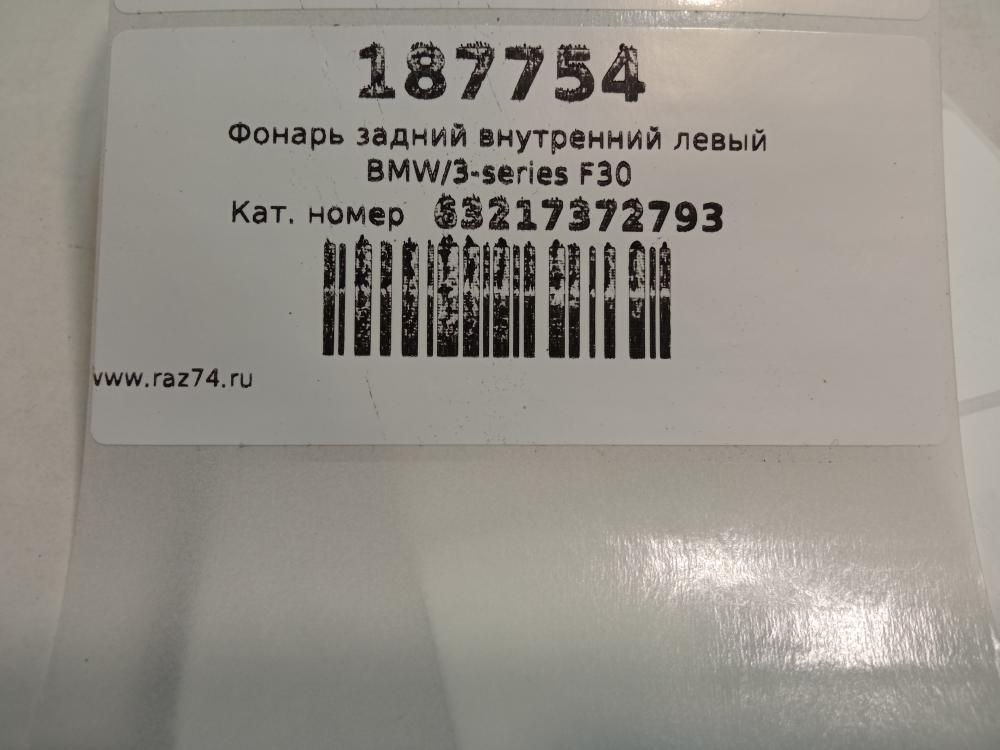 187754
Фонарь задний внутренний левый
BMW/3-series F30
Кат. номер 63217372793
www.raz74.ru